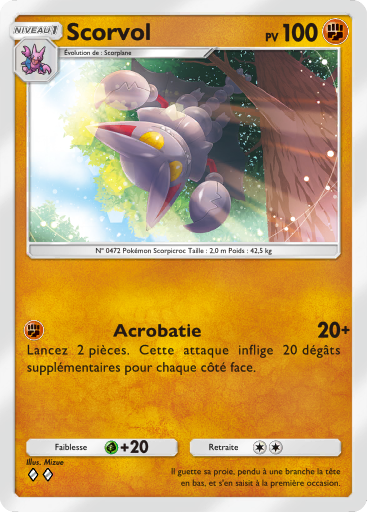 NIVEAU 1
Scorvol
PV 100
Évolution de : Scorplane
N° 0472 Pokémon Scorpicroc Taille : 2,0 m Poids : 42,5 kg
Acrobatie 20+
Lancez 2 pièces. Cette attaque inflige 20 dégâts
supplémentaires pour chaque côté face.
Faiblesse +20
Retraite
Illus. Mizue
Il guette sa proie, pendu à une branche la tête
en bas, et s'en saisit à la première occasion.